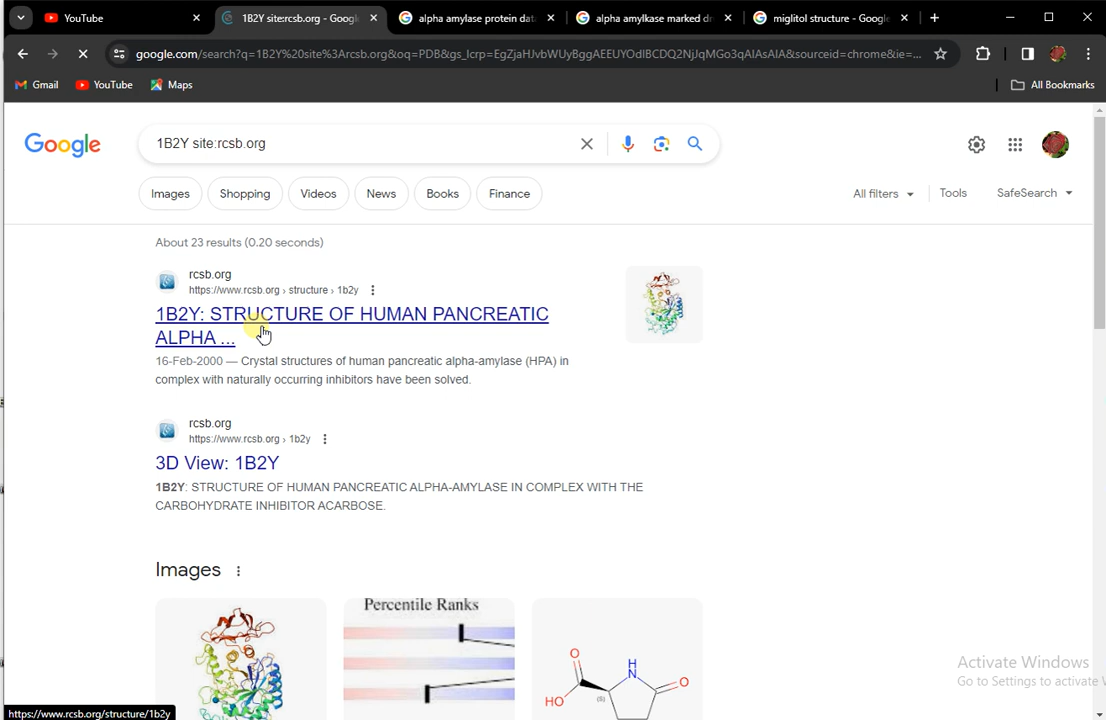 YouTube
1B2Y site:rcsb.org - Goog
alpha amylase protein dat
alpha amylkase marked dr
miglitol structure - Google
google.com/search?q=1B2Y%20site%3Arcsb.org&oq=PDB&gs_lcrp=EgZjaHJvbWUyBggAEEUYOdIBCDQ2NjJqMGo3qAIAsAIA&sourceid=chrome&ie=...
Gmail
YouTube
Maps
All Bookmarks
Google
1B2Y site:rcsb.org
Images
Shopping
Videos
News
Books
Finance
All filters
Tools
SafeSearch
About 23 results (0.20 seconds)
rcsb.org
https://www.rcsb.org › structure › 1b2y
1B2Y: STRUCTURE OF HUMAN PANCREATIC
ALPHA ...
16-Feb-2000 — Crystal structures of human pancreatic alpha-amylase (HPA) in
complex with naturally occurring inhibitors have been solved.
rcsb.org
https://www.rcsb.org › 1b2y
3D View: 1B2Y
1B2Y: STRUCTURE OF HUMAN PANCREATIC ALPHA-AMYLASE IN COMPLEX WITH THE
CARBOHYDRATE INHIBITOR ACARBOSE.
Images
Percentile Ranks
O
H
N
HO
(S)
O
Activate Windows
Go to Settings to activate W
https://www.rcsb.org/structure/1b2y